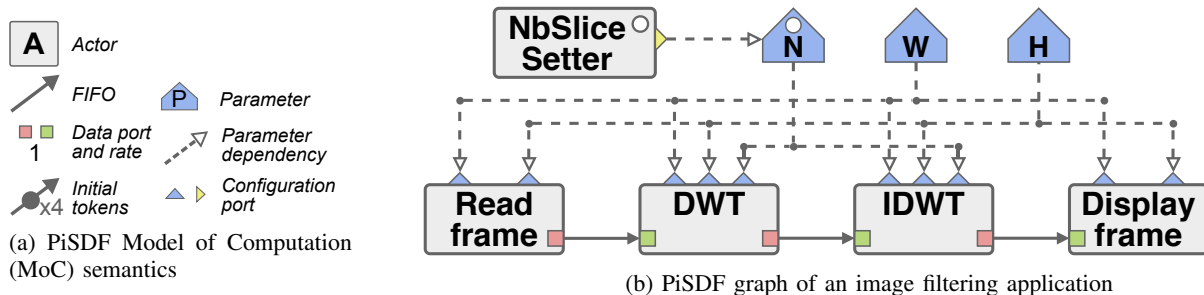 A
Actor
FIFO
P
Parameter
1
Data port
and rate
Parameter
dependency
x4
Initial
tokens
Configuration
port
(a) PiSDF Model of Computation
(MoC) semantics
NbSlice
Setter
N
W
H
Read
frame
DWT
IDWT
Display
frame
(b) PiSDF graph of an image filtering application